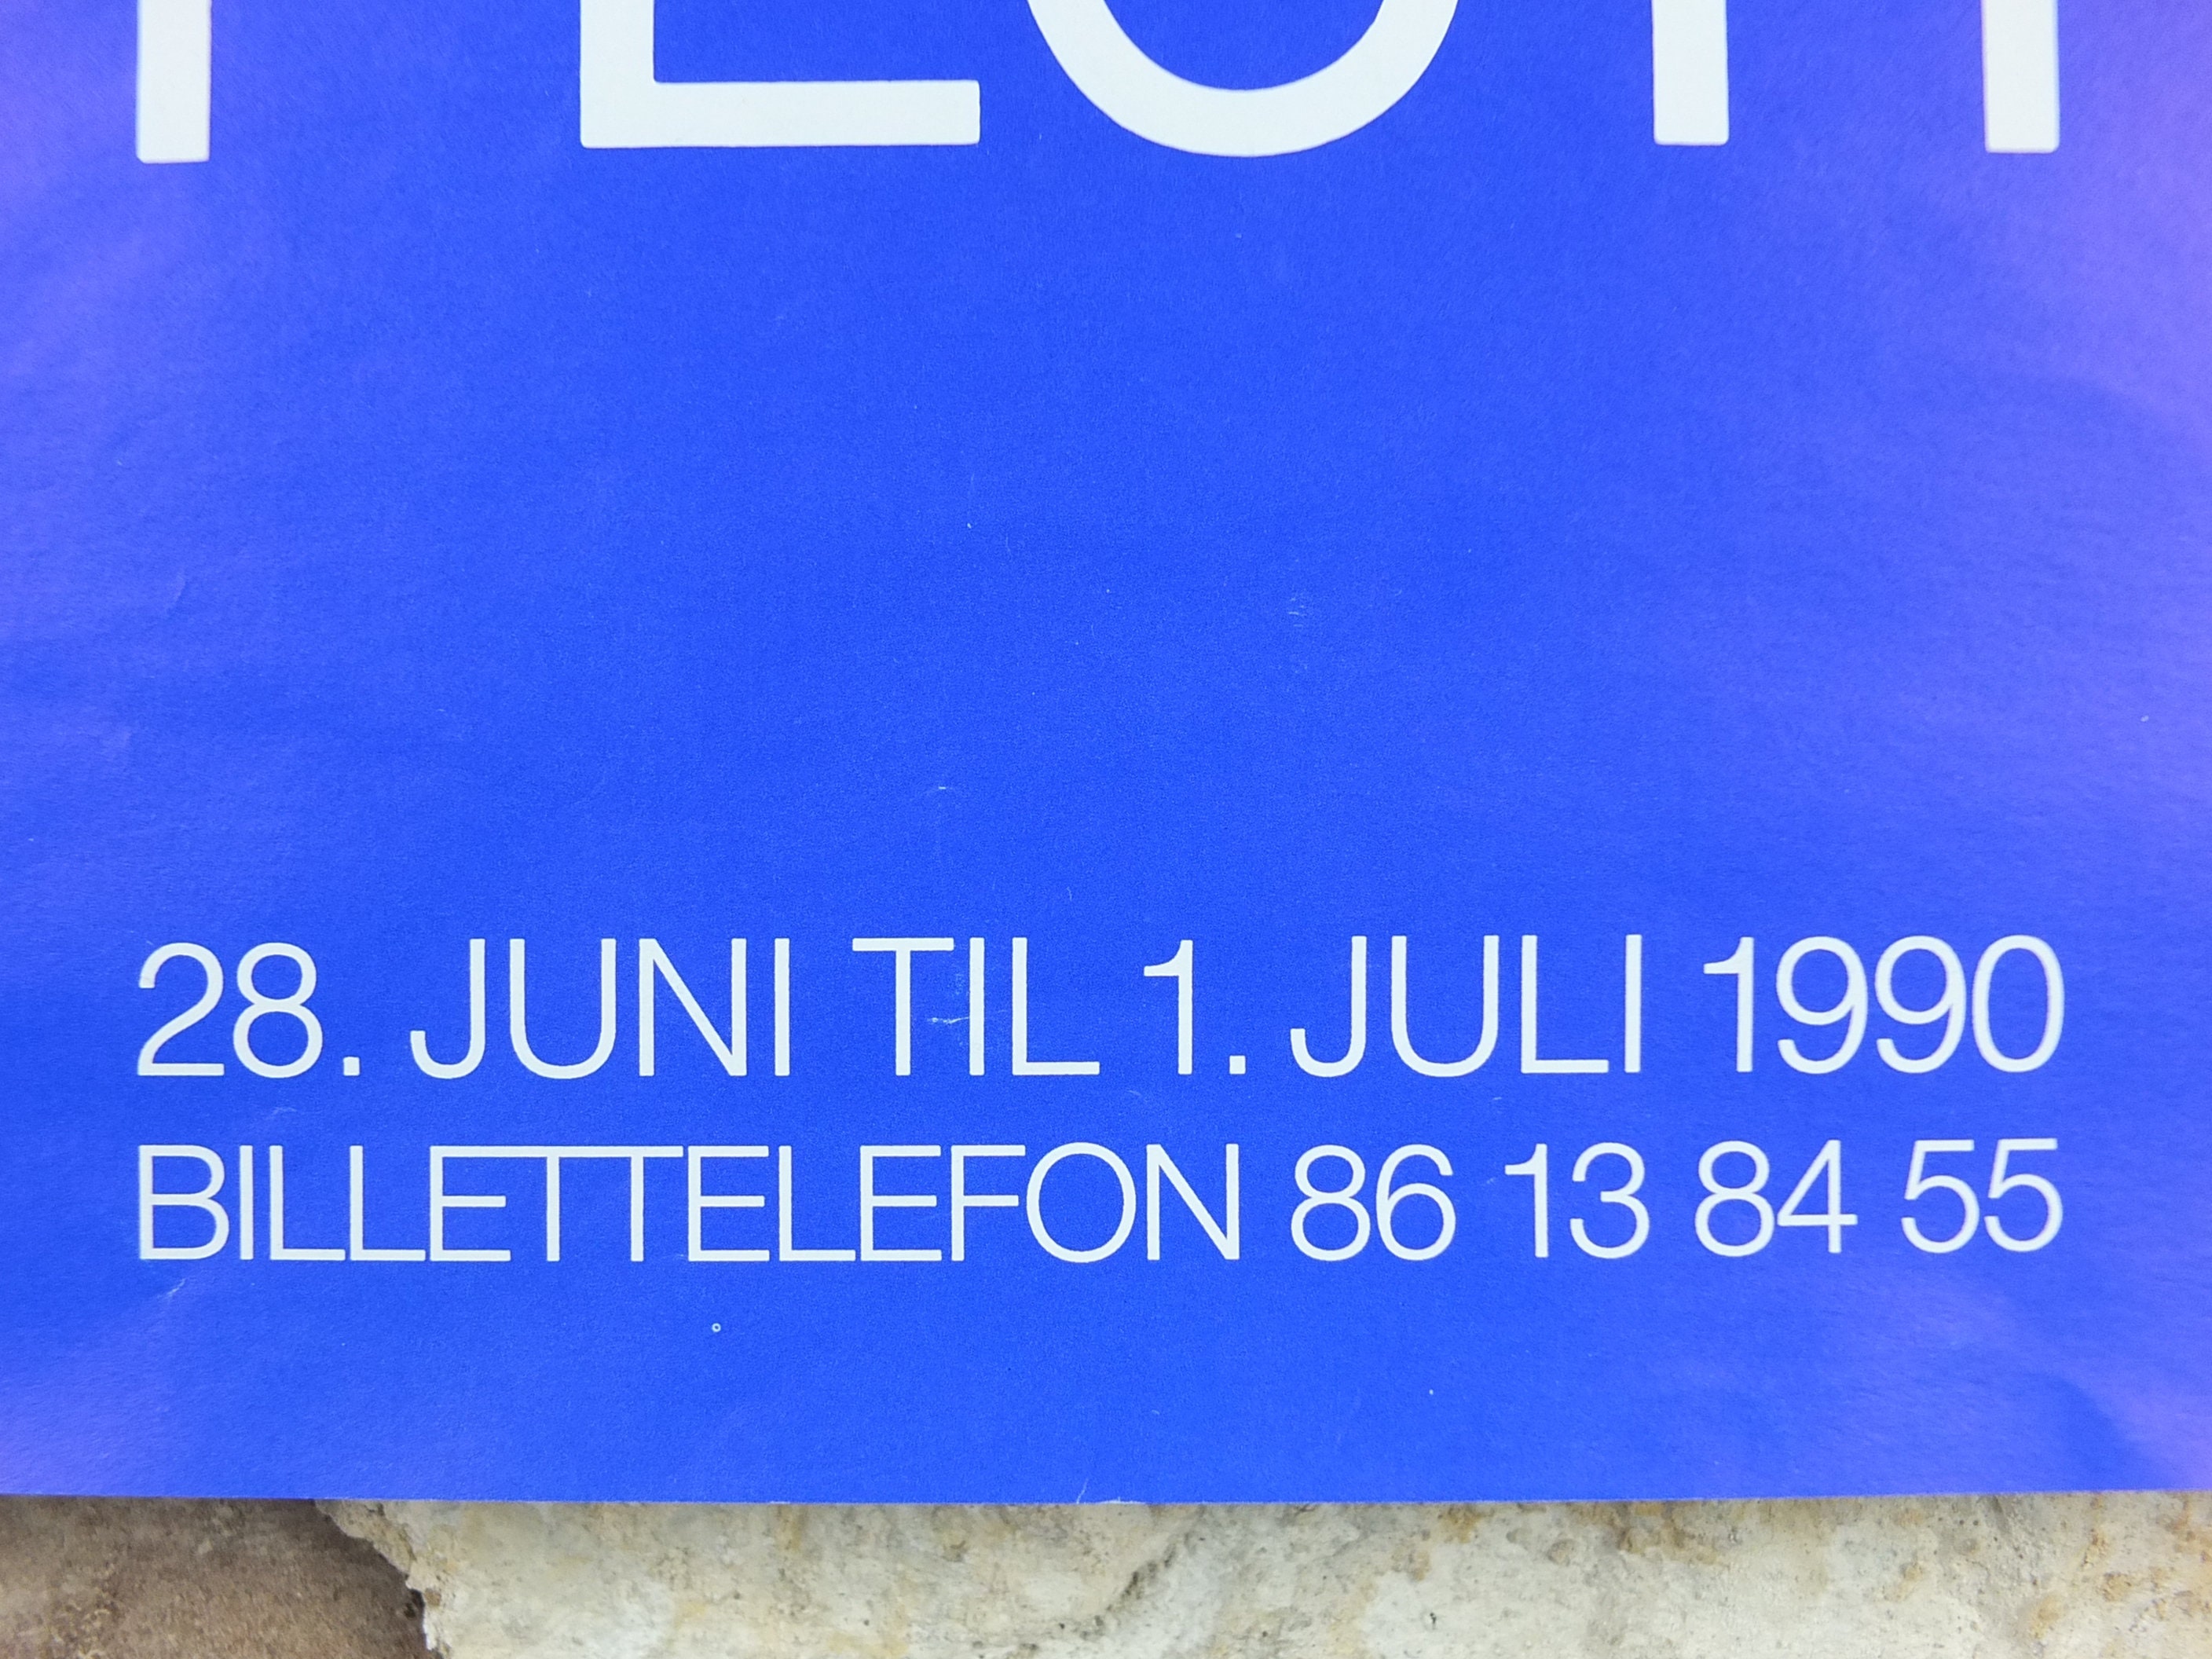 28. JUNI TIL 1. JULI 1990
BILLETTELEFON 86 13 84 55